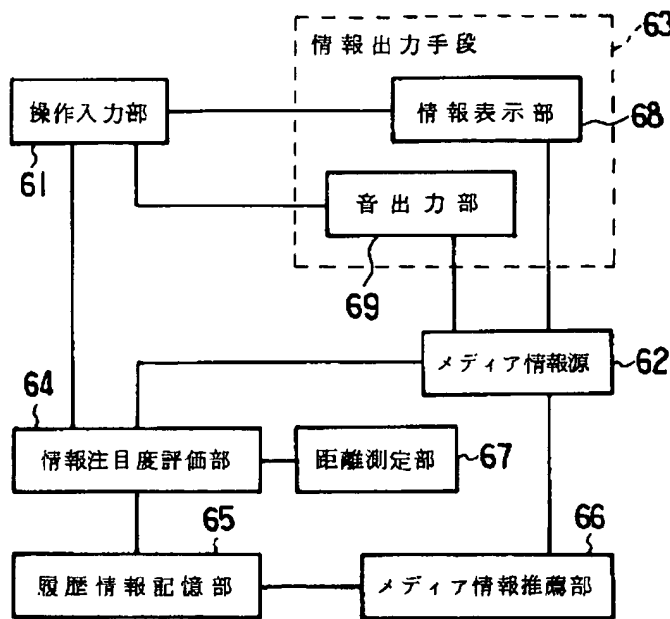 63
情報出力手段
操作入力部
情報表示部
61
68
音出力部
69
メディア情報源
62
64
情報注目度評価部
距離測定部
67
65
66
履歴情報記憶部
メディア情報推薦部